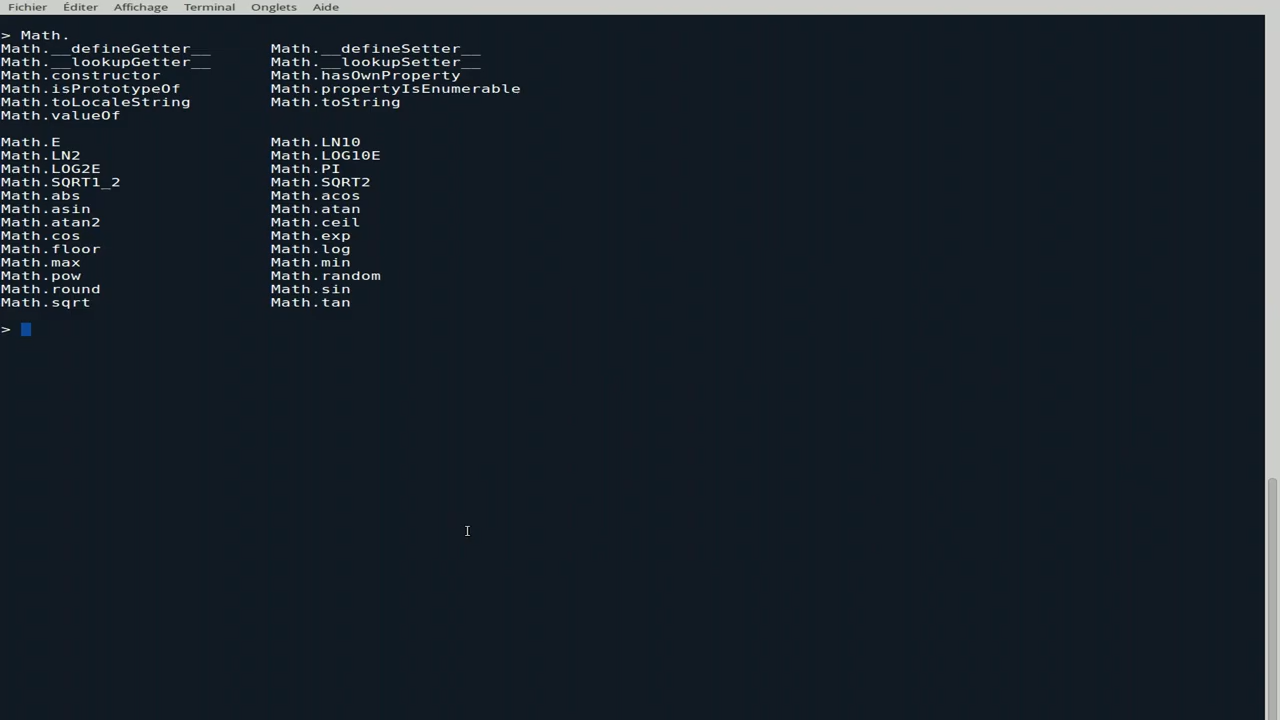 Fichier Éditer Affichage Terminal Onglets Aide
> Math.
Math.__defineGetter__ Math.__defineSetter__
Math.__lookupGetter__ Math.__lookupSetter__
Math.constructor Math.hasOwnProperty
Math.isPrototypeOf Math.propertyIsEnumerable
Math.toLocaleString Math.toString
Math.valueOf
Math.E Math.LN10
Math.LN2 Math.LOG10E
Math.LOG2E Math.PI
Math.SQRT1_2 Math.SQRT2
Math.abs Math.acos
Math.asin Math.atan
Math.atan2 Math.ceil
Math.cos Math.exp
Math.floor Math.log
Math.max Math.min
Math.pow Math.random
Math.round Math.sin
Math.sqrt Math.tan
>